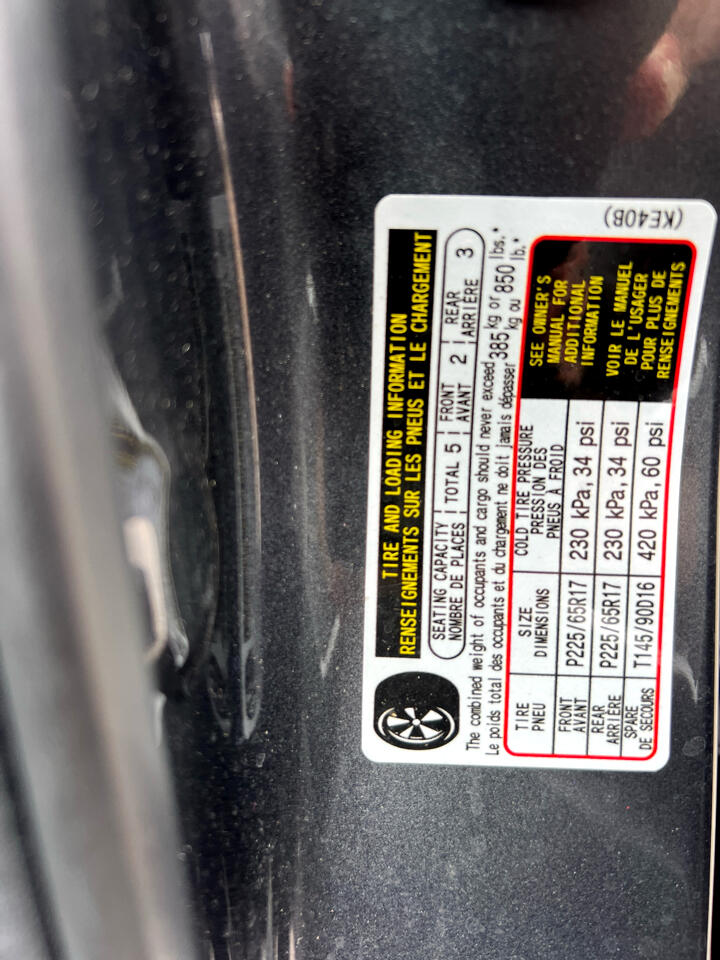 TIRE AND LOADING INFORMATION
RENSEIGNEMENTS SUR LES PNEUS ET LE CHARGEMENT
SEATING CAPACITY
NOMBRE DE PLACES
TOTAL 5
FRONT
AVANT
2
REAR
ARRIÈRE
3
The combined weight of occupants and cargo should never exceed 385 kg or 850 lbs.*
Le poids total des occupants et du chargement ne doit jamais dépasser kg ou lb.*
TIRE
PNEU
SIZE
DIMENSIONS
COLD TIRE PRESSURE
PRESSION DES
PNEUS À FROID
FRONT
AVANT
P225/65R17
230 kPa, 34 psi
REAR
ARRIÈRE
P225/65R17
230 kPa, 34 psi
SPARE
DE SECOURS
T145/90D16
420 kPa, 60 psi
SEE OWNER'S
MANUAL FOR
ADDITIONAL
INFORMATION
VOIR LE MANUEL
DE L'USAGER
POUR PLUS DE
RENSEIGNEMENTS
(KE40B)